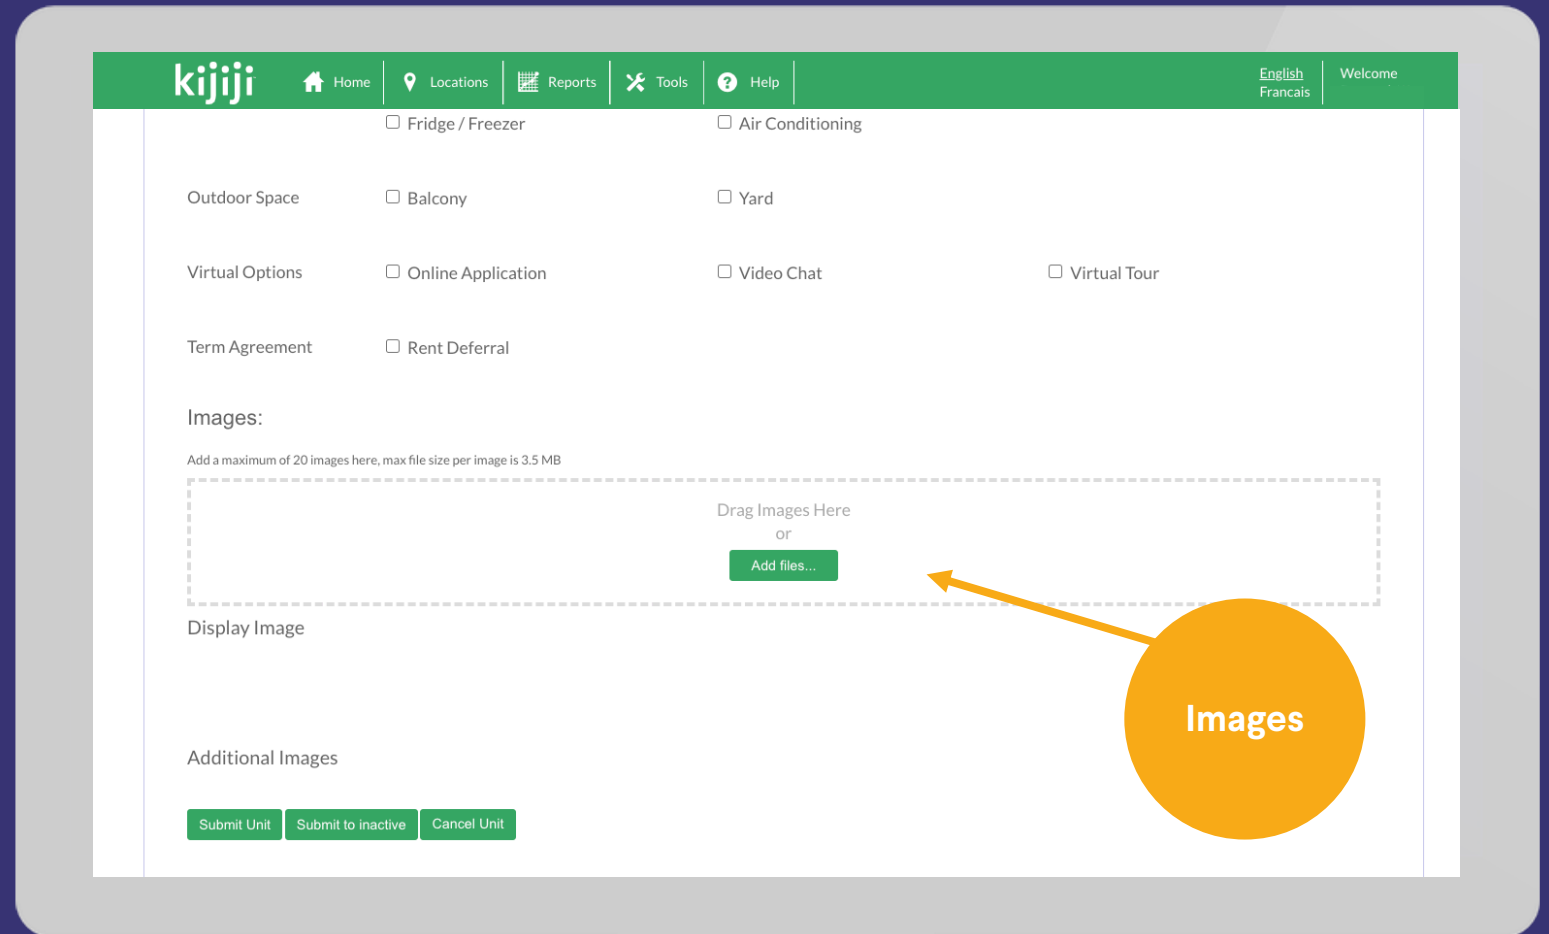 kijiji
Home
Locations
Reports
Tools
Help
English
Francais
Welcome
Fridge / Freezer
Air Conditioning
Outdoor Space
Balcony
Yard
Virtual Options
Online Application
Video Chat
Virtual Tour
Term Agreement
Rent Deferral
Images:
Add a maximum of 20 images here, max file size per image is 3.5 MB
Drag Images Here
or
Add files...
Display Image
Images
Additional Images
Submit Unit
Submit to inactive
Cancel Unit